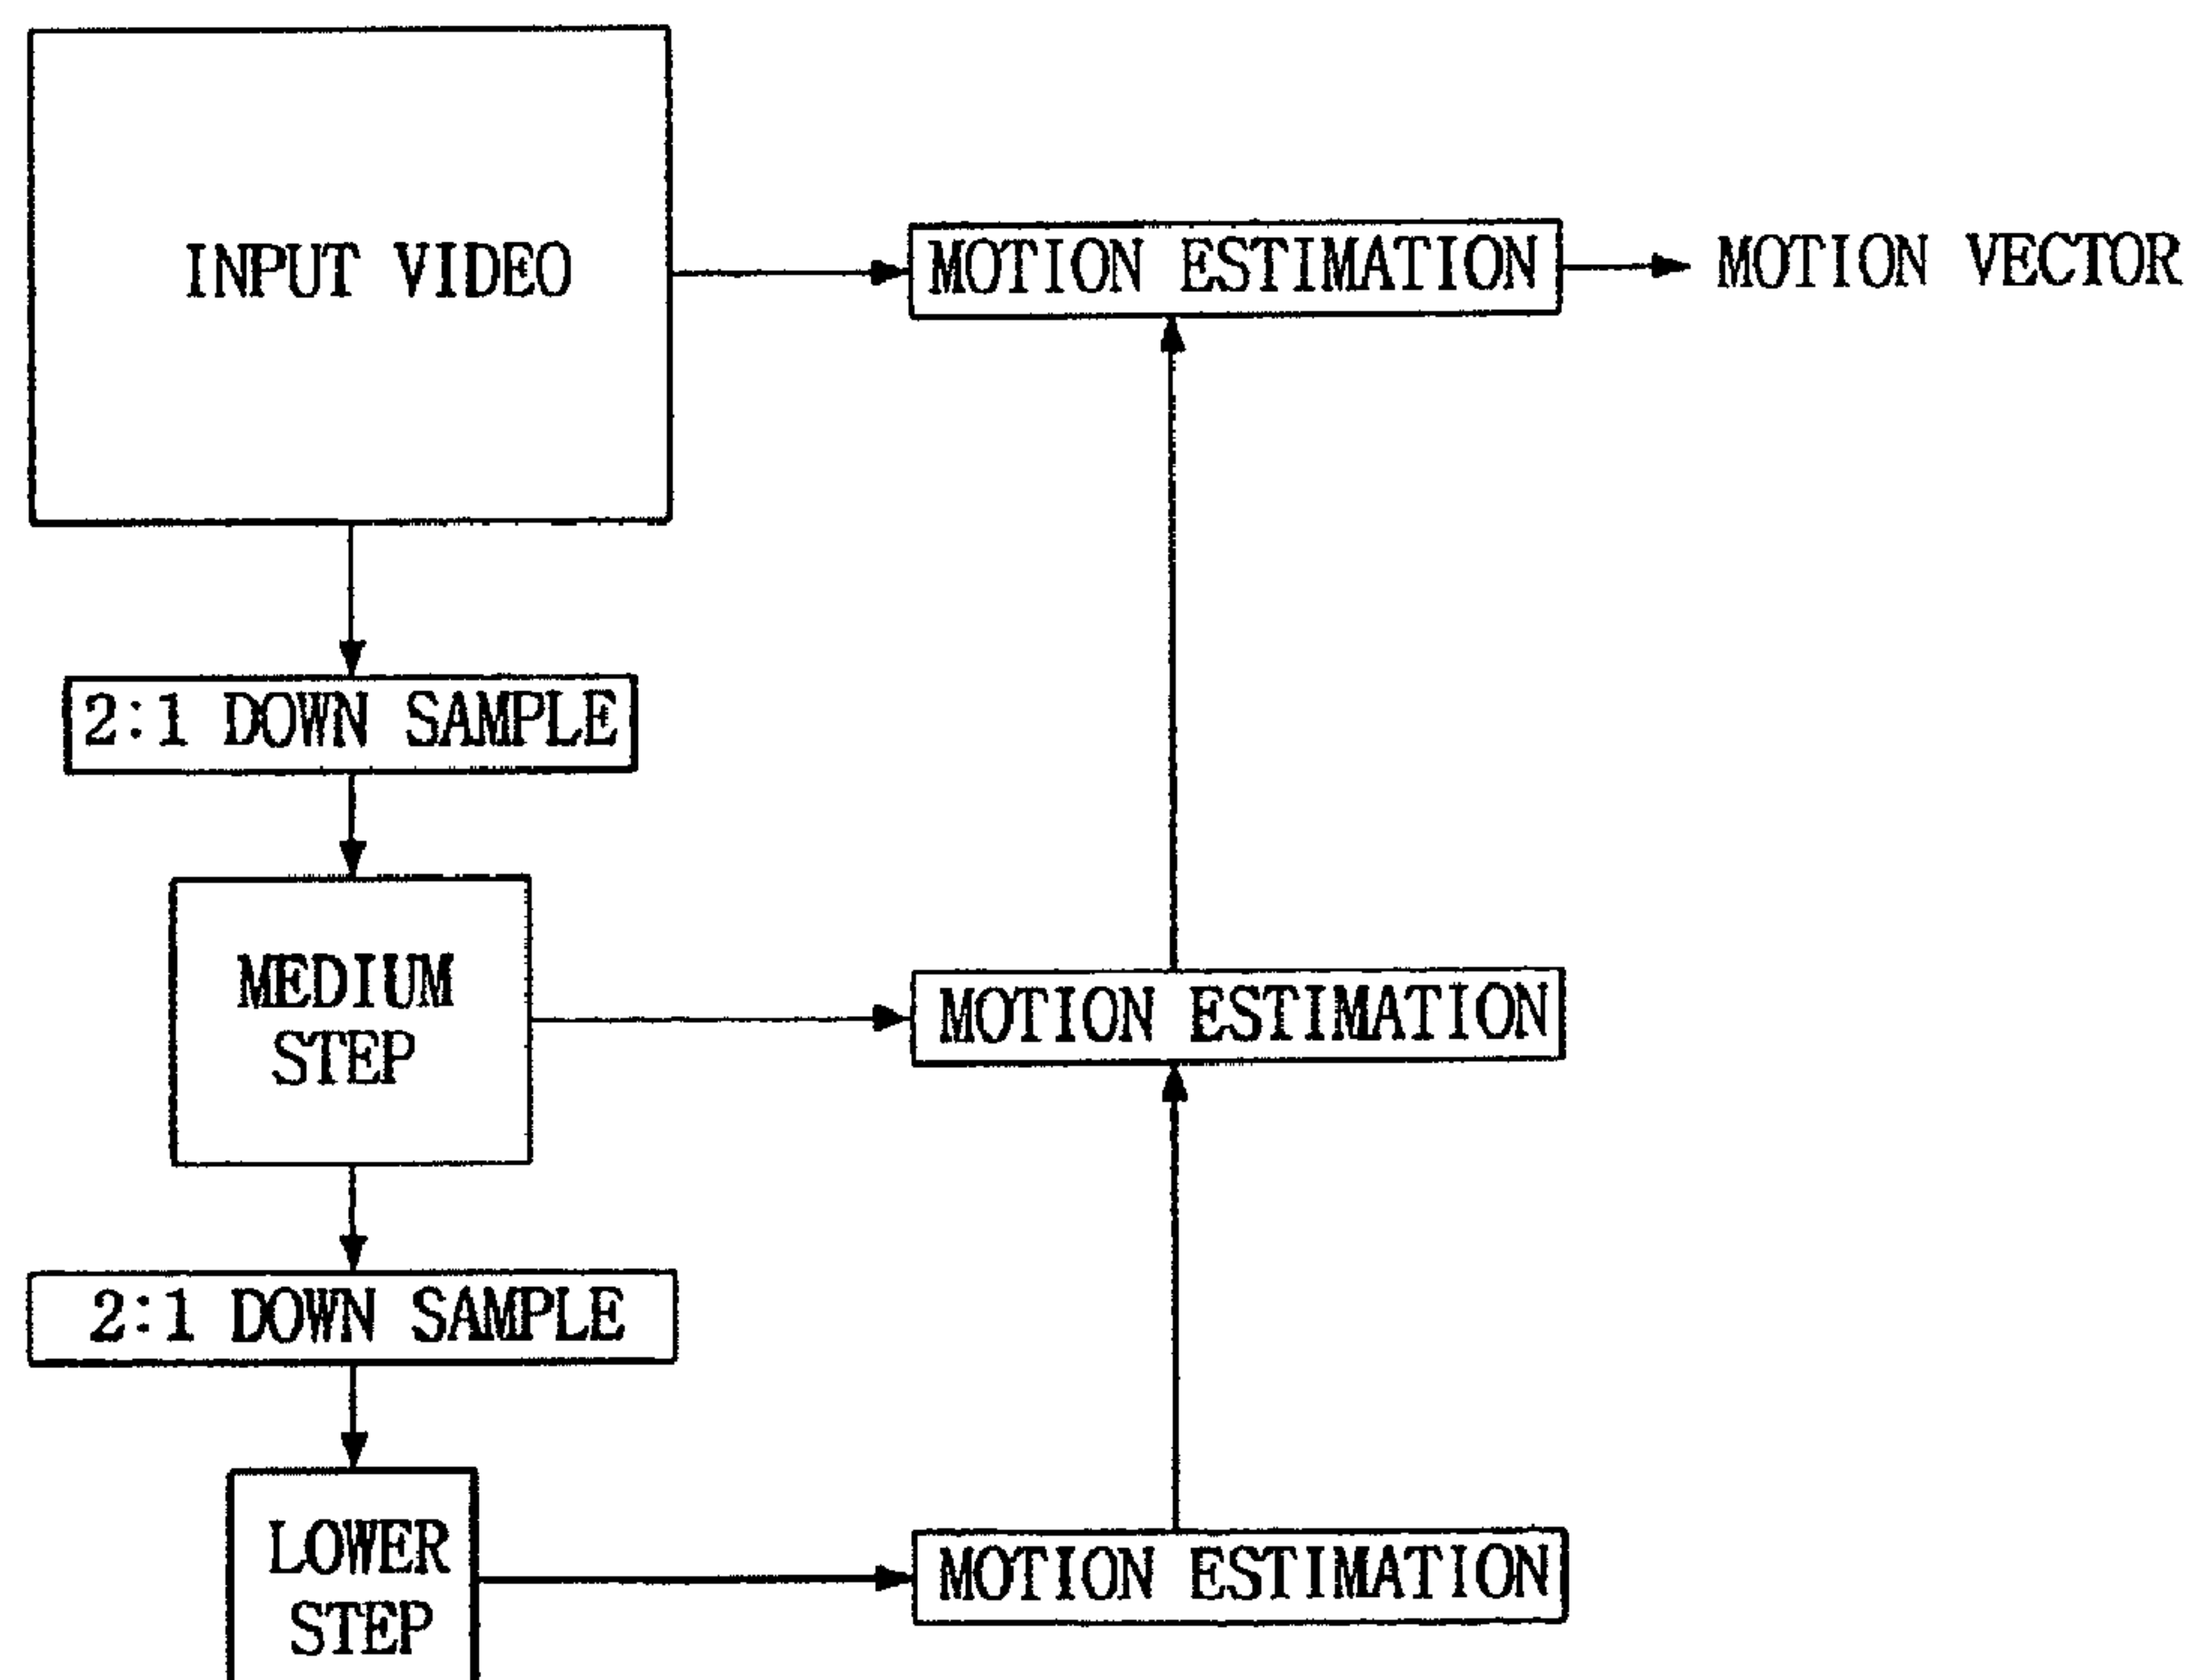 INPUT VIDEO
MOTION ESTIMATION
MOTION VECTOR
2:1 DOWN SAMPLE
MEDIUM
STEP
MOTION ESTIMATION
2:1 DOWN SAMPLE
LOWER
STEP
MOTION ESTIMATION